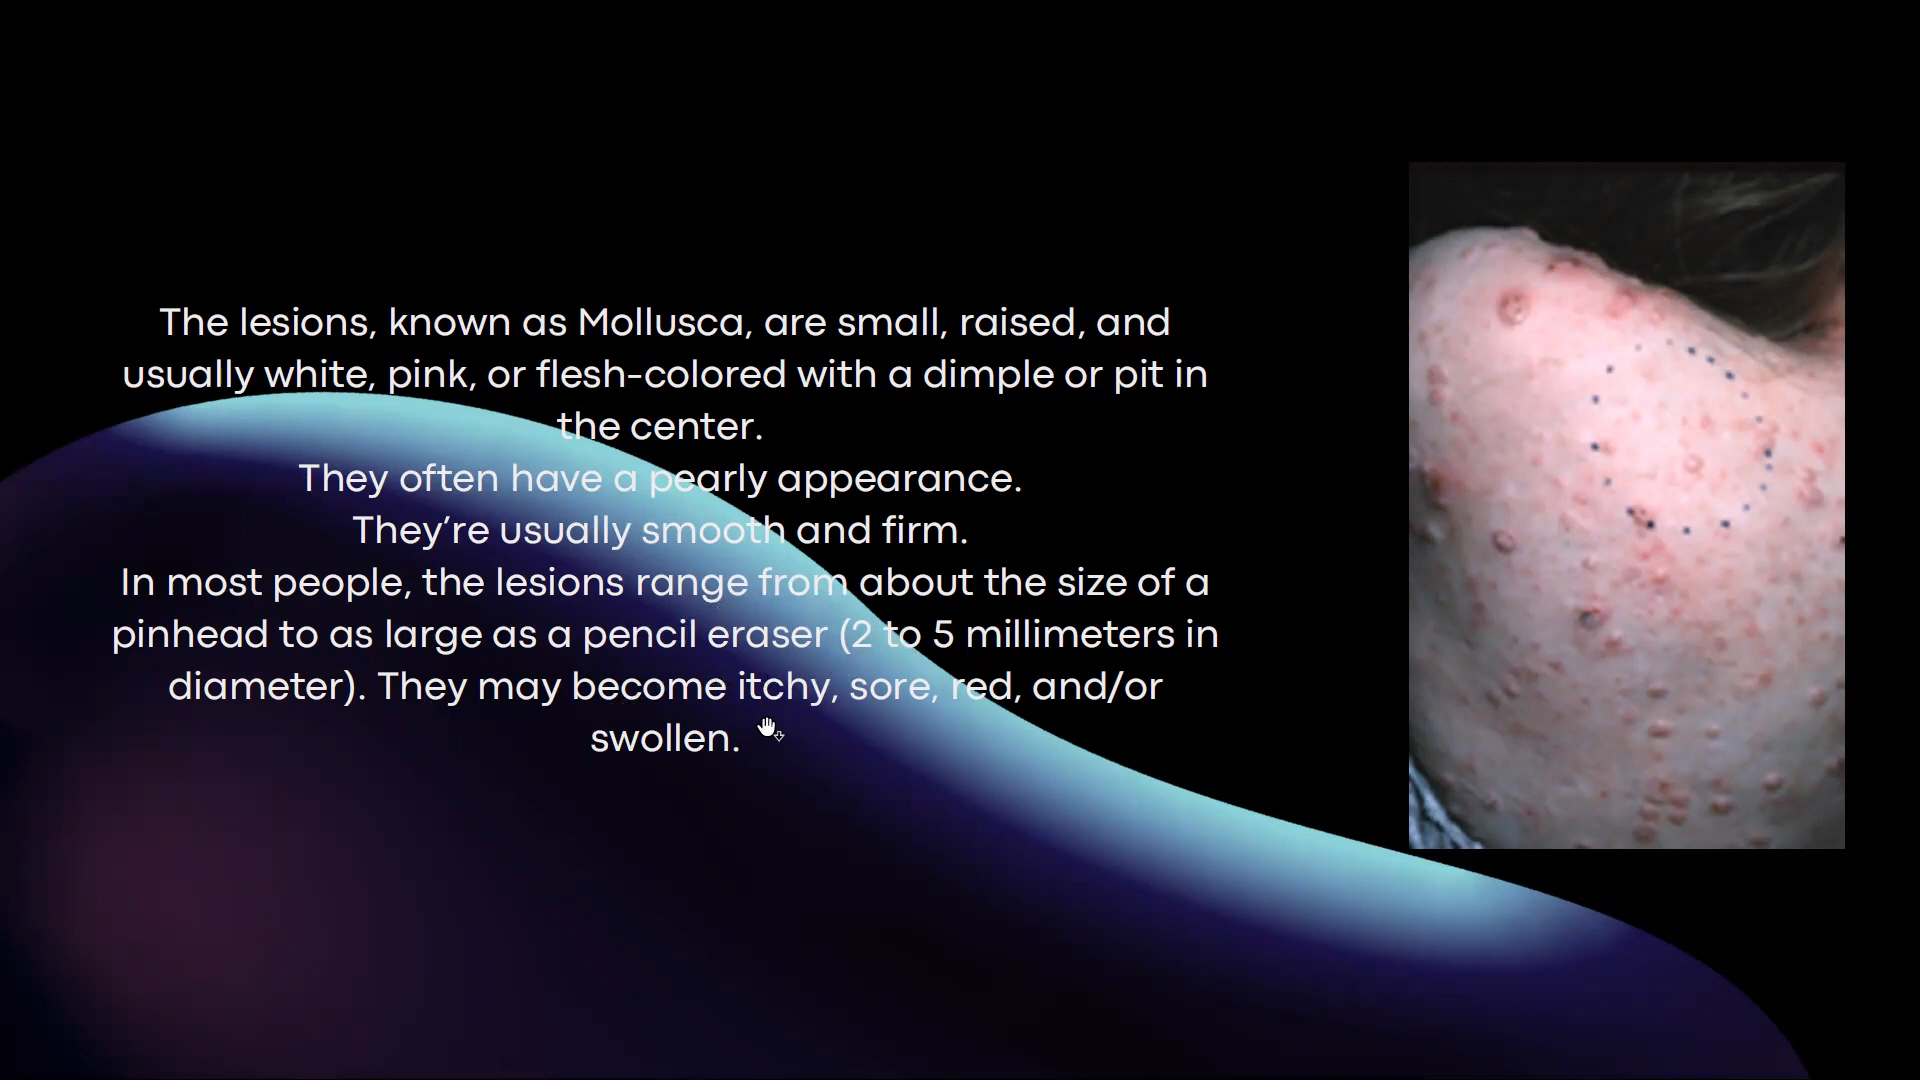 The lesions, known as Mollusca, are small, raised, and
usually white, pink, or flesh-colored with a dimple or pit in
the center.
They often have a pearly appearance.
They’re usually smooth and firm.
In most people, the lesions range from about the size of a
pinhead to as large as a pencil eraser (2 to 5 millimeters in
diameter). They may become itchy, sore, red, and/or
swollen.